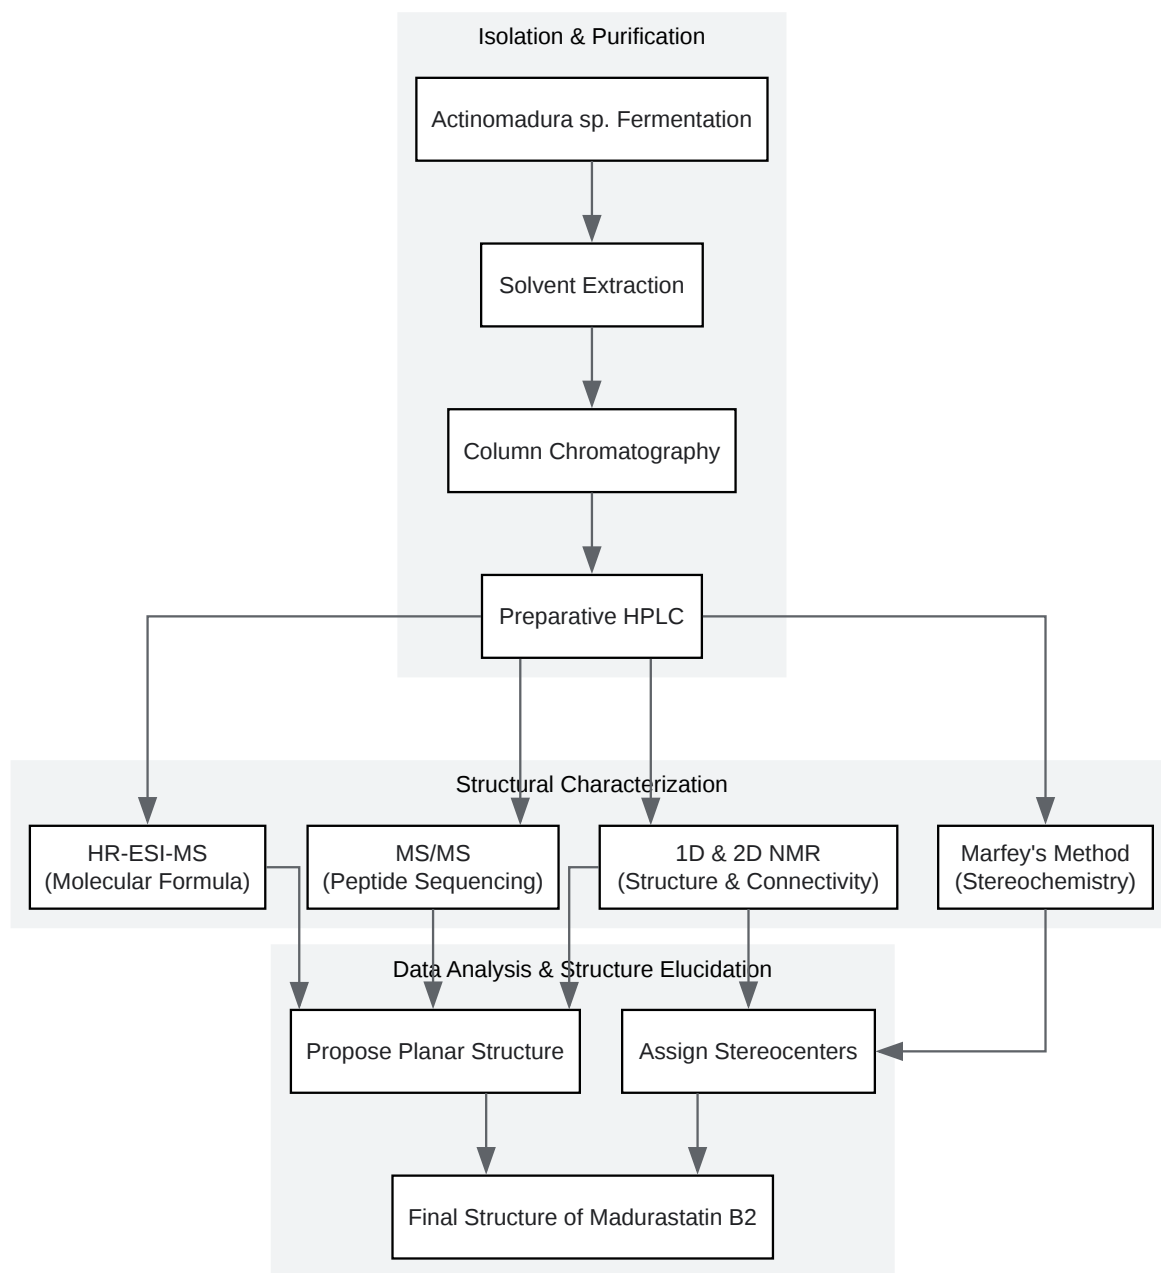 Isolation & Purification
Actinomadura sp. Fermentation
Solvent Extraction
Column Chromatography
Preparative HPLC
Structural Characterization
HR-ESI-MS
(Molecular Formula)
MS/MS
(Peptide Sequencing)
1D & 2D NMR
(Structure & Connectivity)
Marfey's Method
(Stereochemistry)
Data Analysis & Structure Elucidation
Propose Planar Structure
Assign Stereocenters
Final Structure of Madurastatin B2